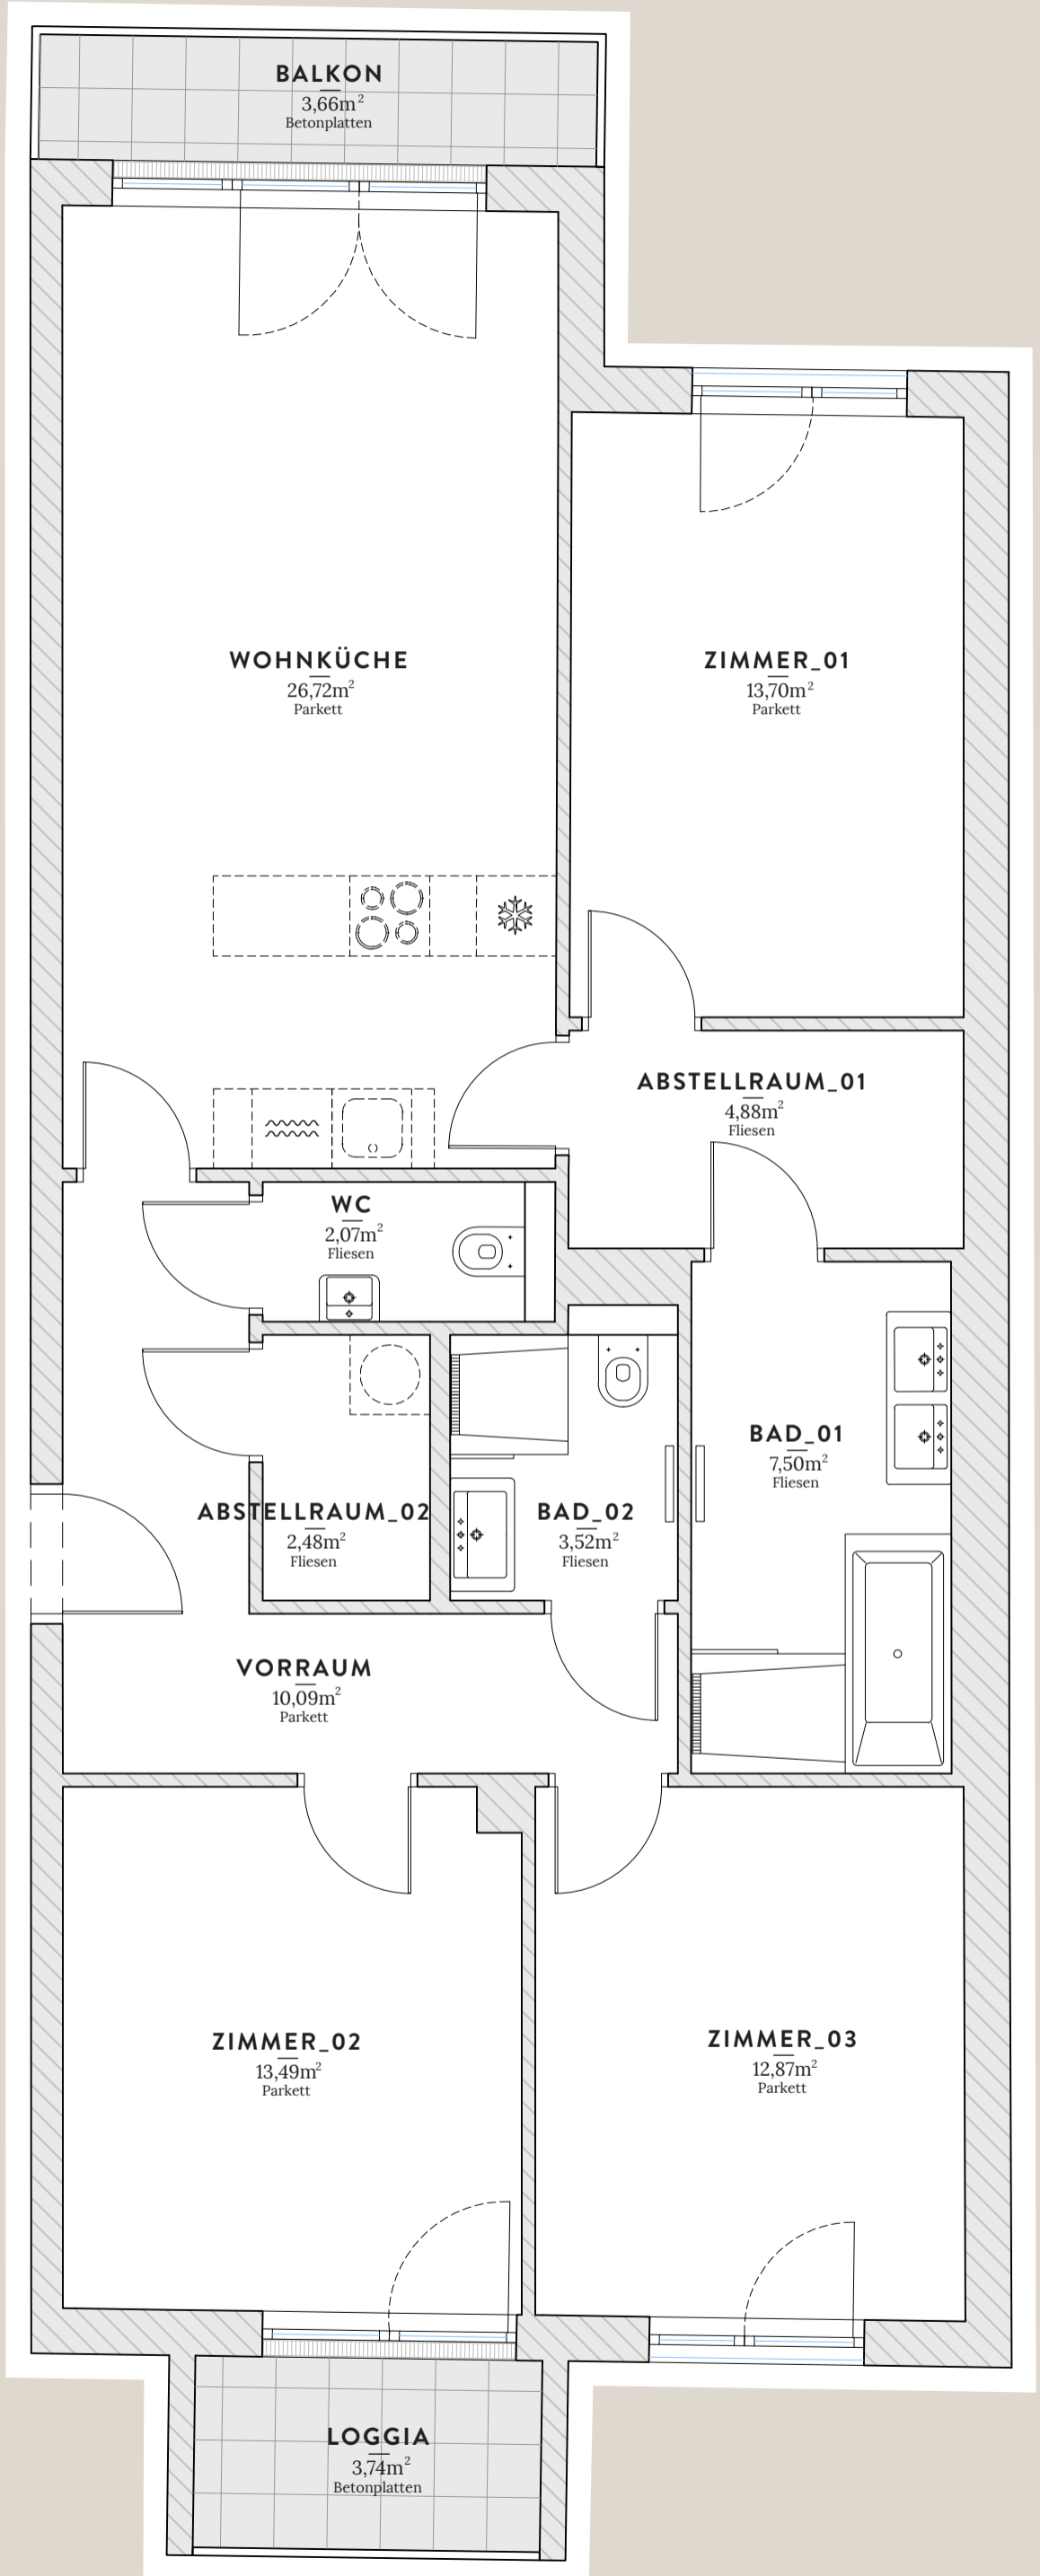 BALKON
3,66m²
Betonplatten
WOHNKÜCHE
26,72m²
Parkett
ZIMMER_01
13,70m²
Parkett
ABSTELLRAUM_01
4,88m²
Fliesen
WC
2,07m²
Fliesen
BAD_01
7,50m²
Fliesen
ABSTELLRAUM_02
2,48m²
Fliesen
BAD_02
3,52m²
Fliesen
VORRAUM
10,09m²
Parkett
ZIMMER_02
13,49m²
Parkett
ZIMMER_03
12,87m²
Parkett
LOGGIA
3,74m²
Betonplatten